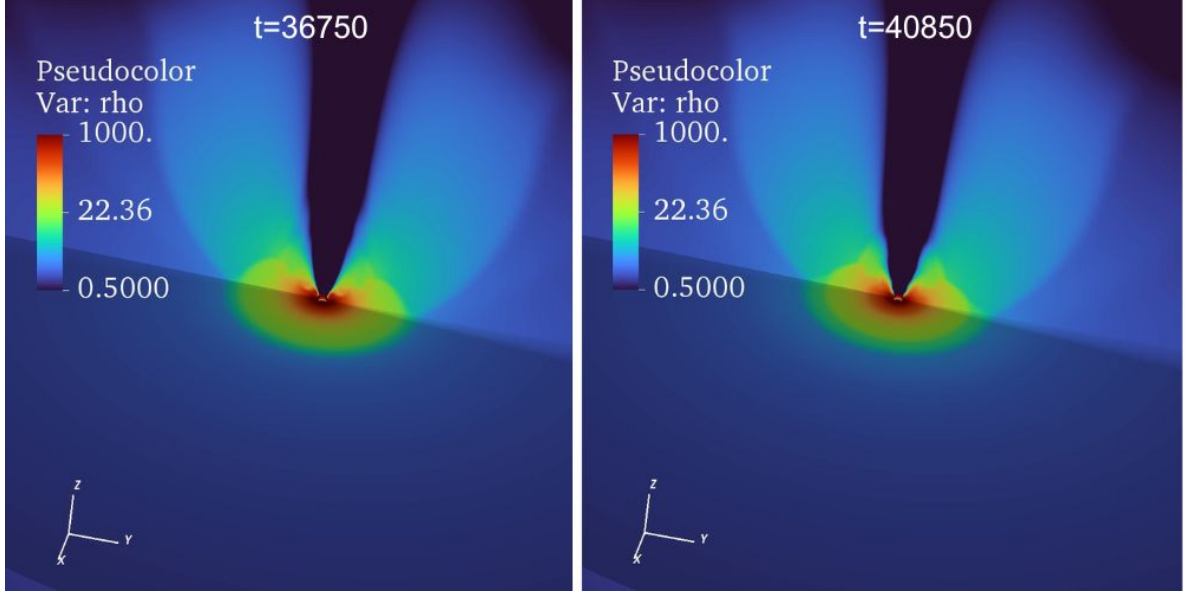 t=36750
Pseudocolor
Var: rho
1000.
22.36
0.5000
Z
Y
X
t=40850
Pseudocolor
Var: rho
1000.
22.36
0.5000
Z
Y
X